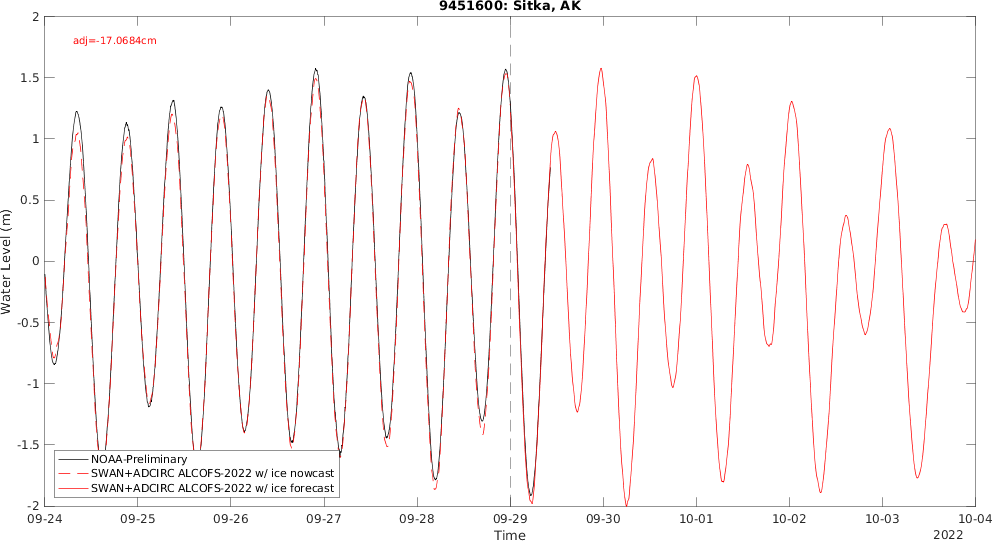 9451600: Sitka, AK
adj=-17.0684cm
Water Level (m)
2
1.5
1
0.5
0
-0.5
-1
-1.5
-2
NOAA-Preliminary
SWAN+ADCIRC ALCOFS-2022 w/ ice nowcast
SWAN+ADCIRC ALCOFS-2022 w/ ice forecast
09-24 09-25 09-26 09-27 09-28 09-29 09-30 10-01 10-02 10-03 10-04
Time
2022